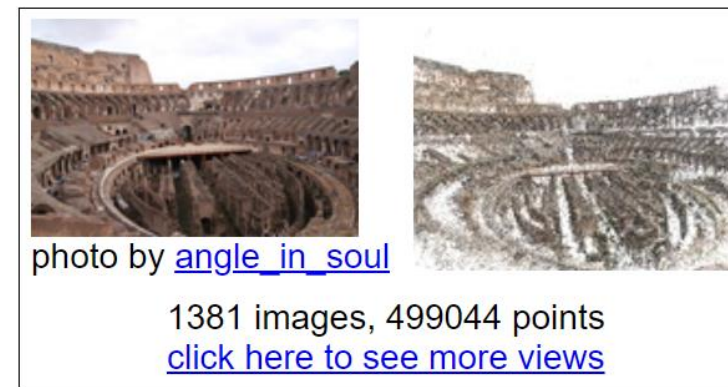 photo by angle_in_soul
1381 images, 499044 points
click here to see more views